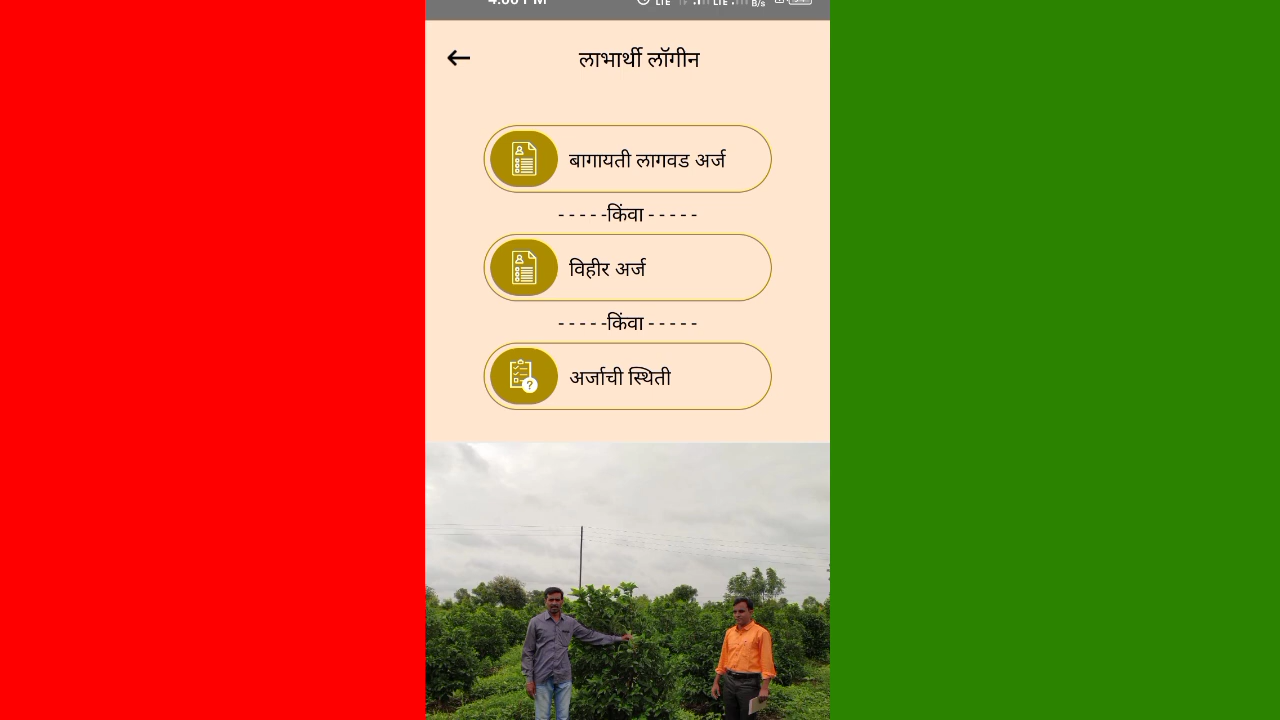 लाभार्थी लॉगीन
बागायती लागवड अर्ज
- - - - -किंवा - - - - -
विहीर अर्ज
- - - - -किंवा - - - - -
अर्जाची स्थिती